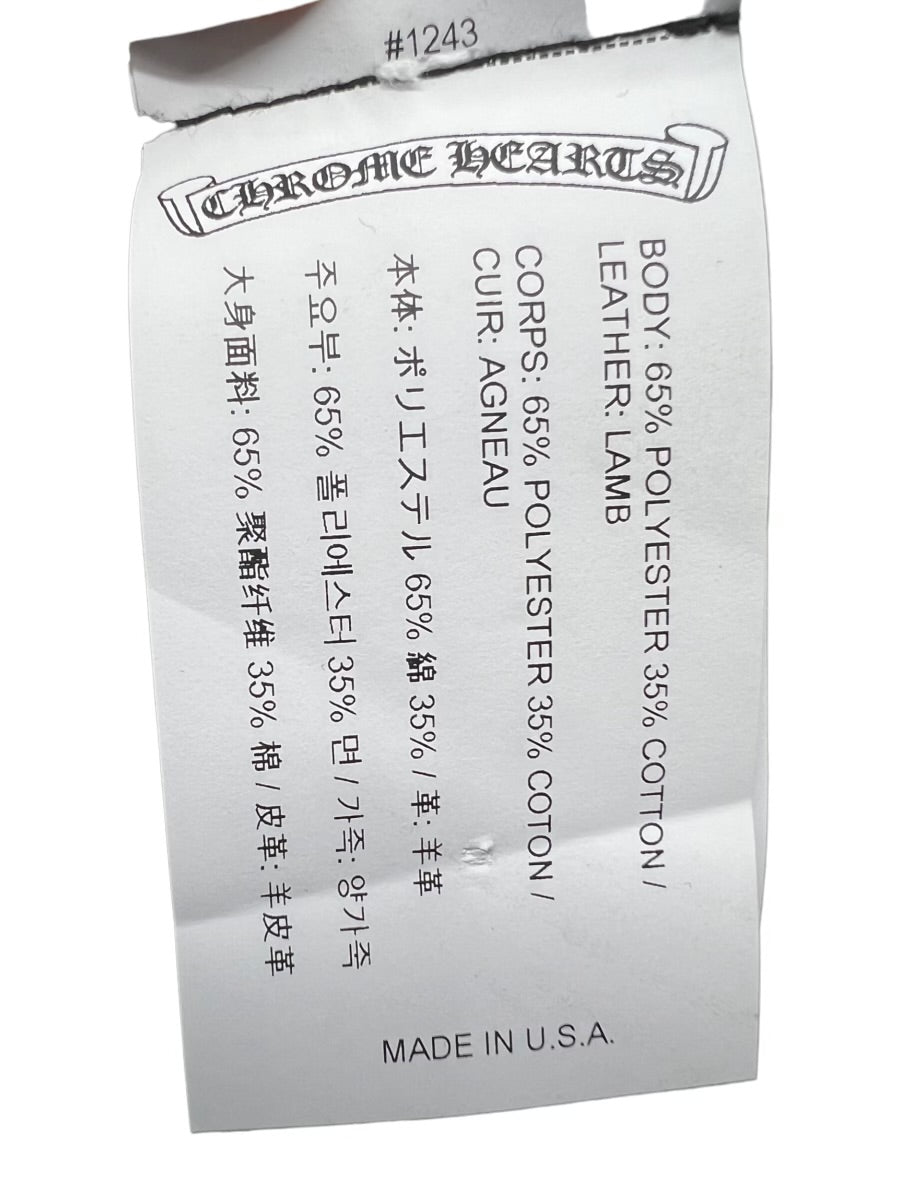 #1243
CHROME HEARTS
BODY: 65% POLYESTER 35% COTTON /
LEATHER: LAMB
CORPS: 65% POLYESTER 35% COTON /
CUIR: AGNEAU
本体: ポリエステル 65% 綿 35% / 革: 羊革
주요부: 65% 폴리에스터 35% 면 / 가죽: 양가죽
大身面料: 65% 聚酯纤维 35% 棉 / 皮革: 羊皮革
MADE IN U.S.A.